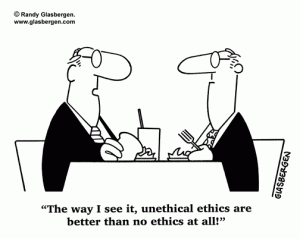 © Randy Glasbergen.
www.glasbergen.com
GLASBERGEN
“The way I see it, unethical ethics are
better than no ethics at all!”